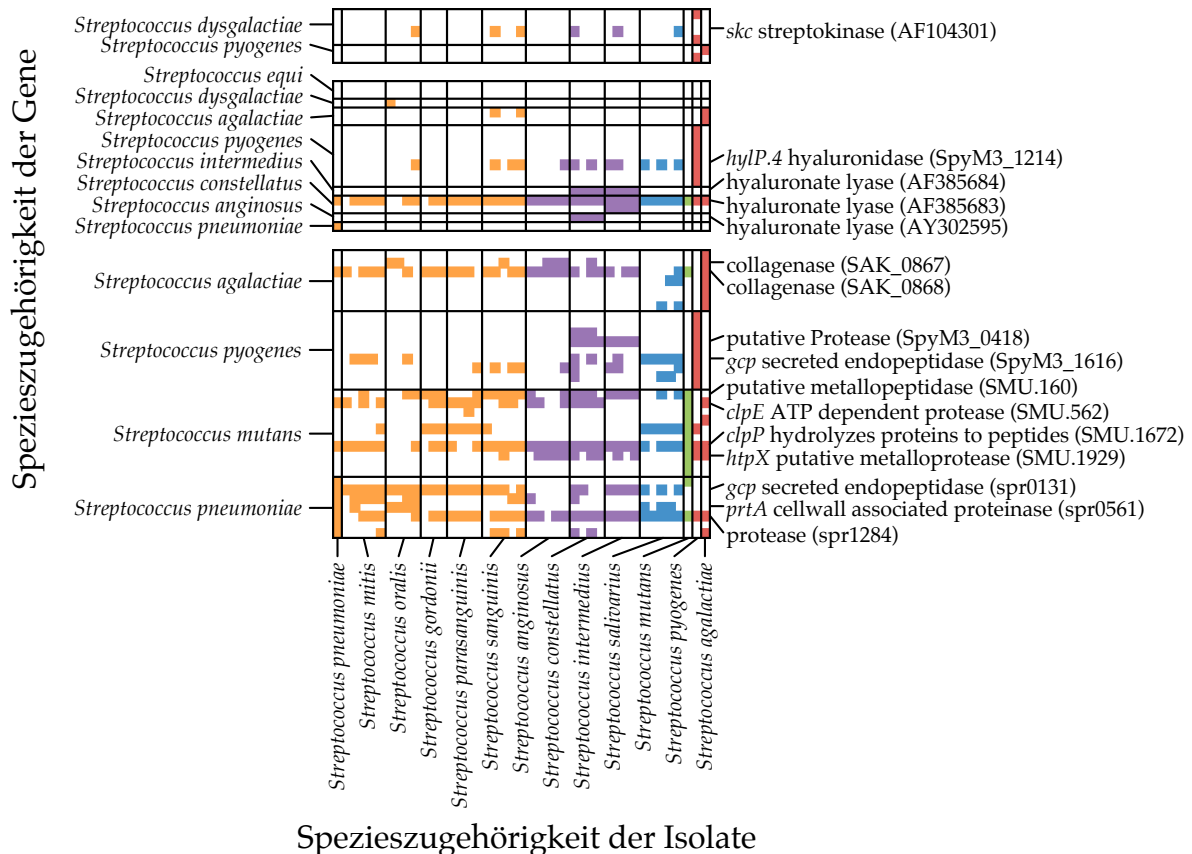 Spezieszugehörigkeit der Gene
Streptococcus dysgalactiae
Streptococcus pyogenes
skc streptokinase (AF104301)
Streptococcus equi
Streptococcus dysgalactiae
Streptococcus agalactiae
Streptococcus pyogenes
Streptococcus intermedius
Streptococcus constellatus
Streptococcus anginosus
Streptococcus pneumoniae
hylP.4 hyaluronidase (SpyM3_1214)
hyaluronate lyase (AF385684)
hyaluronate lyase (AF385683)
hyaluronate lyase (AY302595)
Streptococcus agalactiae
Streptococcus pyogenes
Streptococcus mutans
Streptococcus pneumoniae
collagenase (SAK_0867)
collagenase (SAK_0868)
putative Protease (SpyM3_0418)
gcp secreted endopeptidase (SpyM3_1616)
putative metallopeptidase (SMU.160)
clpE ATP dependent protease (SMU.562)
clpP hydrolyzes proteins to peptides (SMU.1672)
htpX putative metalloprotease (SMU.1929)
gcp secreted endopeptidase (spr0131)
prtA cellwall associated proteinase (spr0561)
protease (spr1284)
Streptococcus pneumoniae
Streptococcus mitis
Streptococcus oralis
Streptococcus gordonii
Streptococcus parasanguinis
Streptococcus sanguinis
Streptococcus anginosus
Streptococcus constellatus
Streptococcus intermedius
Streptococcus salivarius
Streptococcus mutans
Streptococcus pyogenes
Streptococcus agalactiae
Spezieszugehörigkeit der Isolate